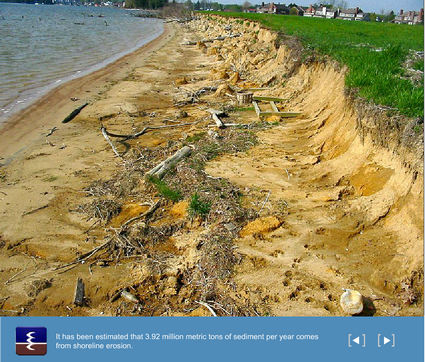 It has been estimated that 3.92 million metric tons of sediment per year comes
from shoreline erosion.